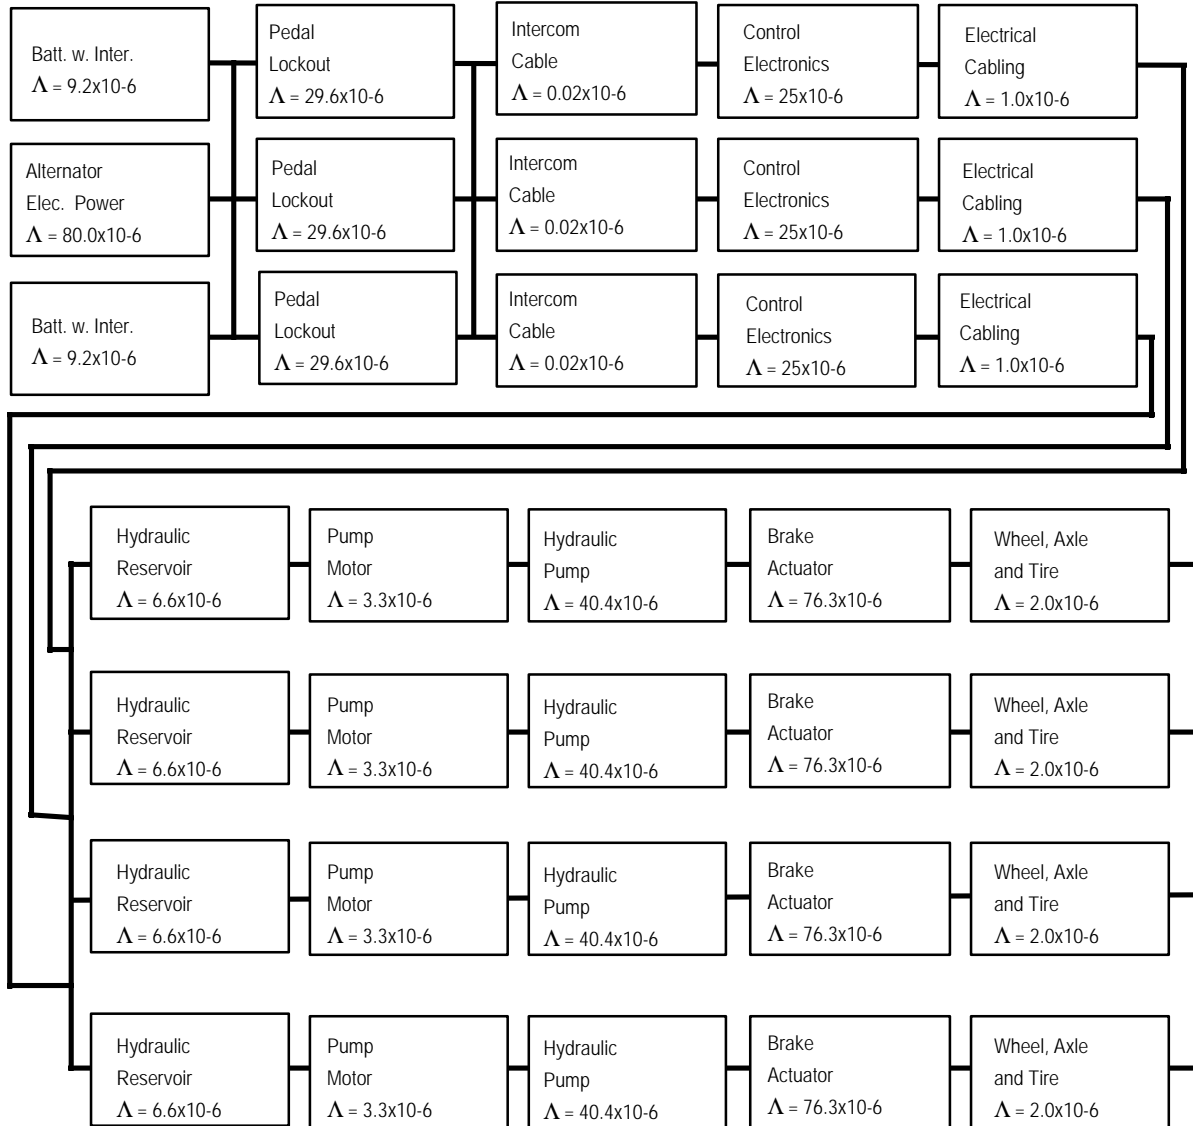 Batt. w. Inter.
Λ = 9.2x10-6
Pedal
Lockout
Λ = 29.6x10-6
Intercom
Cable
Λ = 0.02x10-6
Control
Electronics
Λ = 25x10-6
Electrical
Cabling
Λ = 1.0x10-6
Alternator
Elec. Power
Λ = 80.0x10-6
Pedal
Lockout
Λ = 29.6x10-6
Intercom
Cable
Λ = 0.02x10-6
Control
Electronics
Λ = 25x10-6
Electrical
Cabling
Λ = 1.0x10-6
Batt. w. Inter.
Λ = 9.2x10-6
Pedal
Lockout
Λ = 29.6x10-6
Intercom
Cable
Λ = 0.02x10-6
Control
Electronics
Λ = 25x10-6
Electrical
Cabling
Λ = 1.0x10-6
Hydraulic
Reservoir
Λ = 6.6x10-6
Pump
Motor
Λ = 3.3x10-6
Hydraulic
Pump
Λ = 40.4x10-6
Brake
Actuator
Λ = 76.3x10-6
Wheel, Axle
and Tire
Λ = 2.0x10-6
Hydraulic
Reservoir
Λ = 6.6x10-6
Pump
Motor
Λ = 3.3x10-6
Hydraulic
Pump
Λ = 40.4x10-6
Brake
Actuator
Λ = 76.3x10-6
Wheel, Axle
and Tire
Λ = 2.0x10-6
Hydraulic
Reservoir
Λ = 6.6x10-6
Pump
Motor
Λ = 3.3x10-6
Hydraulic
Pump
Λ = 40.4x10-6
Brake
Actuator
Λ = 76.3x10-6
Wheel, Axle
and Tire
Λ = 2.0x10-6
Hydraulic
Reservoir
Λ = 6.6x10-6
Pump
Motor
Λ = 3.3x10-6
Hydraulic
Pump
Λ = 40.4x10-6
Brake
Actuator
Λ = 76.3x10-6
Wheel, Axle
and Tire
Λ = 2.0x10-6